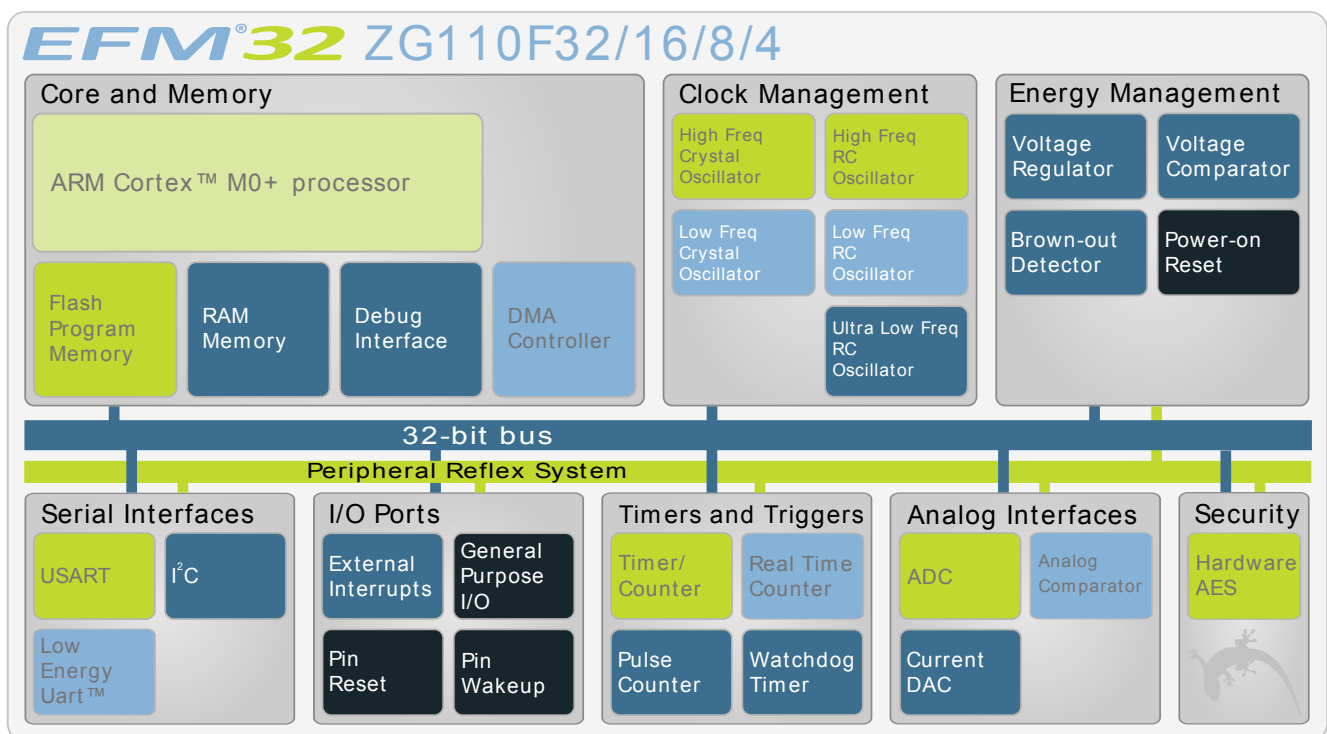 EFM®32 ZG110F32/16/8/4
Core and Memory
ARM Cortex™ M0+ processor
Flash
Program
Memory
RAM
Memory
Debug
Interface
DMA
Controller
Clock Management
High Freq
Crystal
Oscillator
High Freq
RC
Oscillator
Low Freq
Crystal
Oscillator
Low Freq
RC
Oscillator
Ultra Low Freq
RC
Oscillator
Energy Management
Voltage
Regulator
Voltage
Comparator
Brown-out
Detector
Power-on
Reset
32-bit bus
Peripheral Reflex System
Serial Interfaces
USART
I²C
Low
Energy
Uart™
I/O Ports
External
Interrupts
General
Purpose
I/O
Pin
Reset
Pin
Wakeup
Timers and Triggers
Timer/
Counter
Real Time
Counter
Pulse
Counter
Watchdog
Timer
Analog Interfaces
ADC
Analog
Comparator
Current
DAC
Security
Hardware
AES